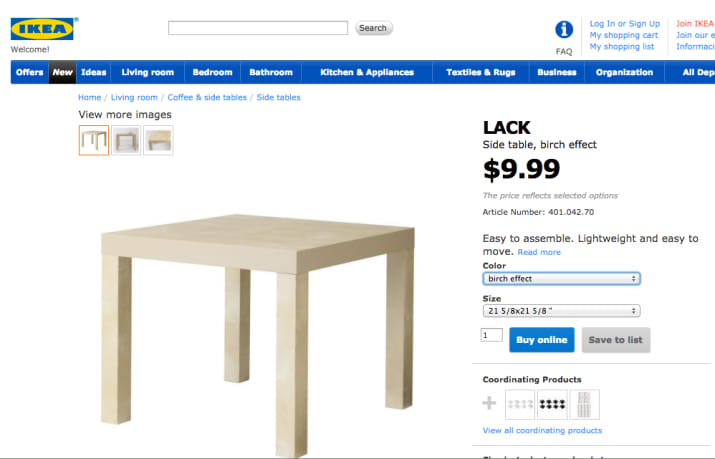 IKEA
®
Search
Welcome!
i
FAQ
Log In or Sign Up
My shopping cart
My shopping list
Join IKEA
Join our e
Informaci
Offers New Ideas Living room Bedroom Bathroom Kitchen & Appliances Textiles & Rugs Business Organization All Dep
Home / Living room / Coffee & side tables / Side tables
View more images
LACK
Side table, birch effect
$9.99
The price reflects selected options
Article Number: 401.042.70
Easy to assemble. Lightweight and easy to
move. Read more
Color
birch effect
Size
21 5/8x21 5/8 "
1 Buy online Save to list
Coordinating Products
View all coordinating products